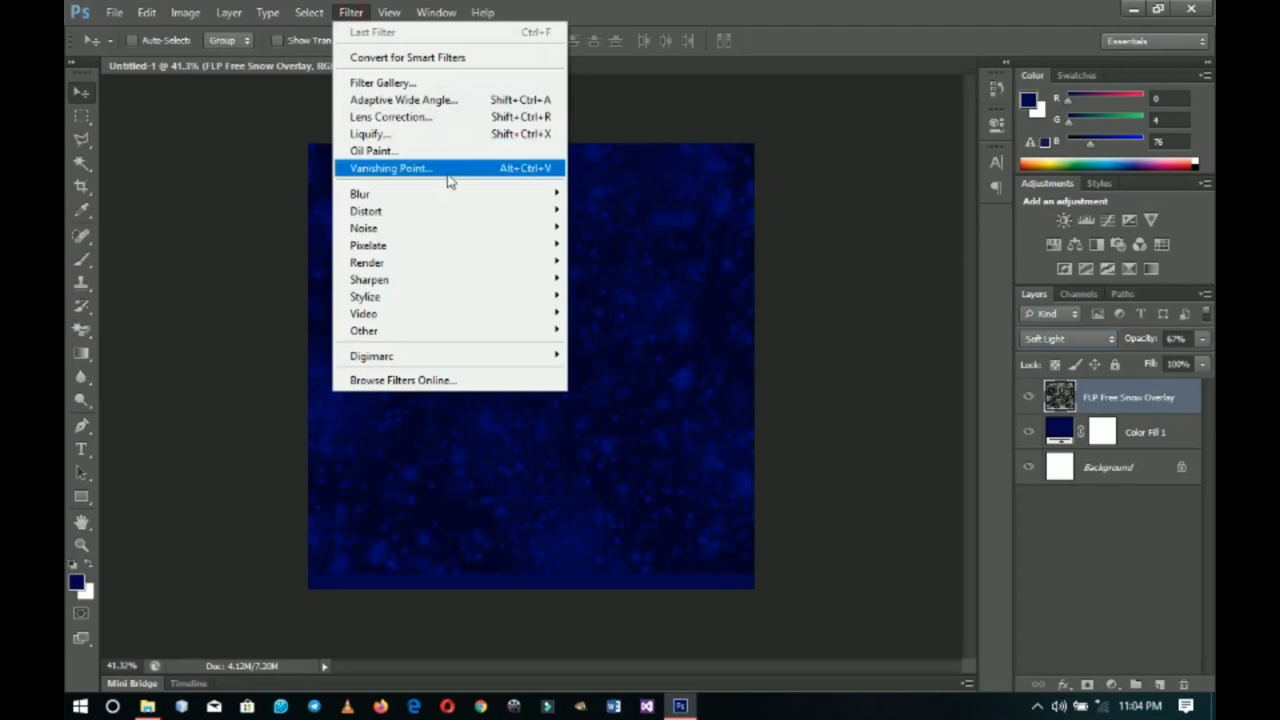 Ps File Edit Image Layer Type Select Filter View Window Help
Auto-Select: Group Show Tran Essentials
Untitled-1 @ 41.3% (FLP Free Snow Overlay, RG
Last Filter Ctrl+F
Convert for Smart Filters
Filter Gallery...
Adaptive Wide Angle... Shift+Ctrl+A
Lens Correction... Shift+Ctrl+R
Liquify... Shift+Ctrl+X
Oil Paint...
Vanishing Point... Alt+Ctrl+V
Blur
Distort
Noise
Pixelate
Render
Sharpen
Stylize
Video
Other
Digimarc
Browse Filters Online...
Color Swatches
R 0
G 4
B 76
Adjustments Styles
Add an adjustment
Layers Channels Paths
Kind
Soft Light Opacity: 67%
Lock: Fill: 100%
FLP Free Snow Overlay
Color Fill 1
Background
41.32% Doc: 4.12M/7.20M
Mini Bridge Timeline
11:04 PM